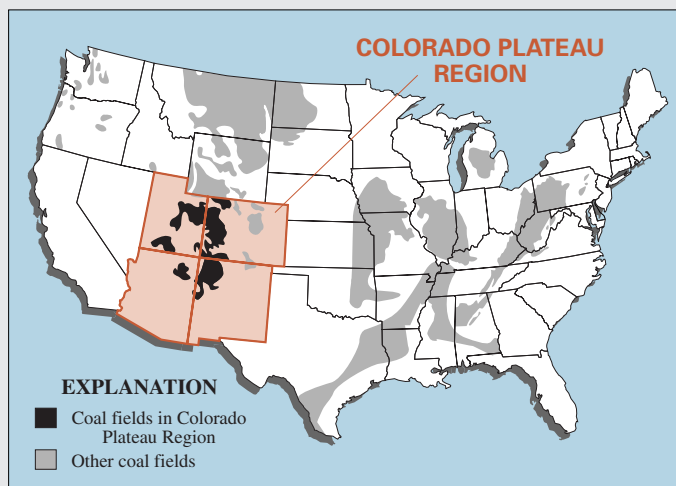 COLORADO PLATEAU
REGION
EXPLANATION
Coal fields in Colorado
Plateau Region
Other coal fields